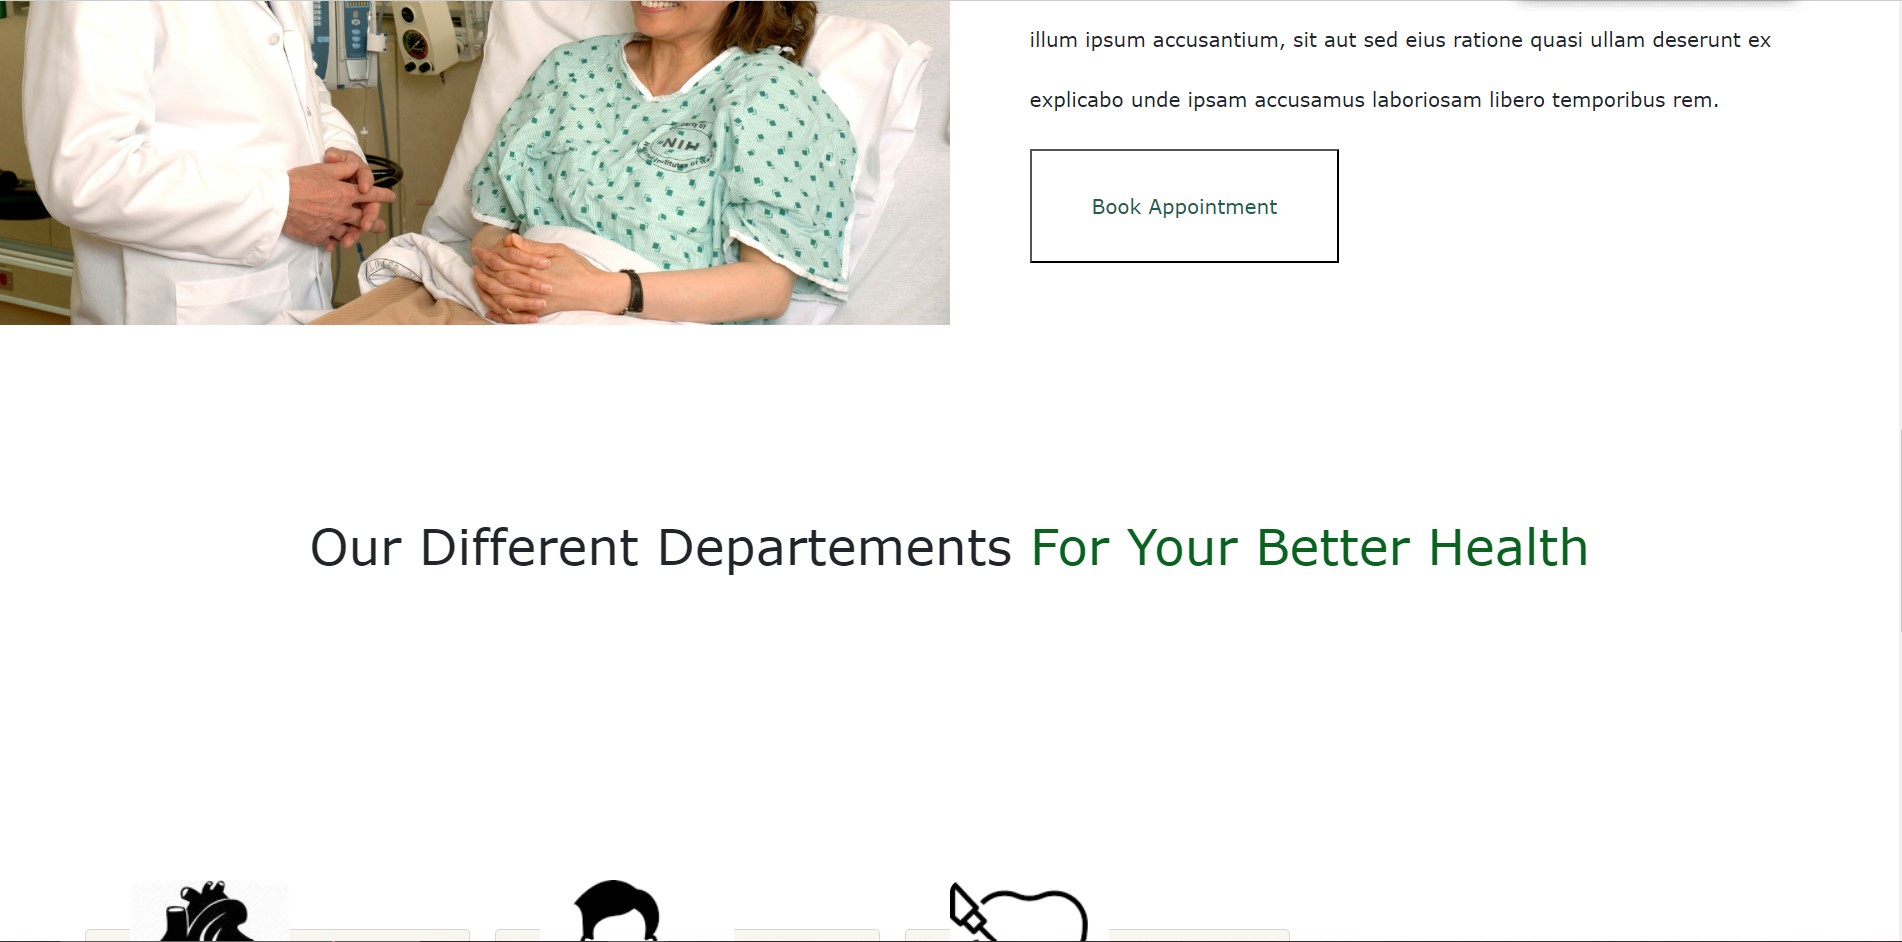 illum ipsum accusantium, sit aut sed eius ratione quasi ullam deserunt ex
explicabo unde ipsam accusamus laboriosam libero temporibus rem.
Book Appointment
NIH
Our Different Departements For Your Better Health